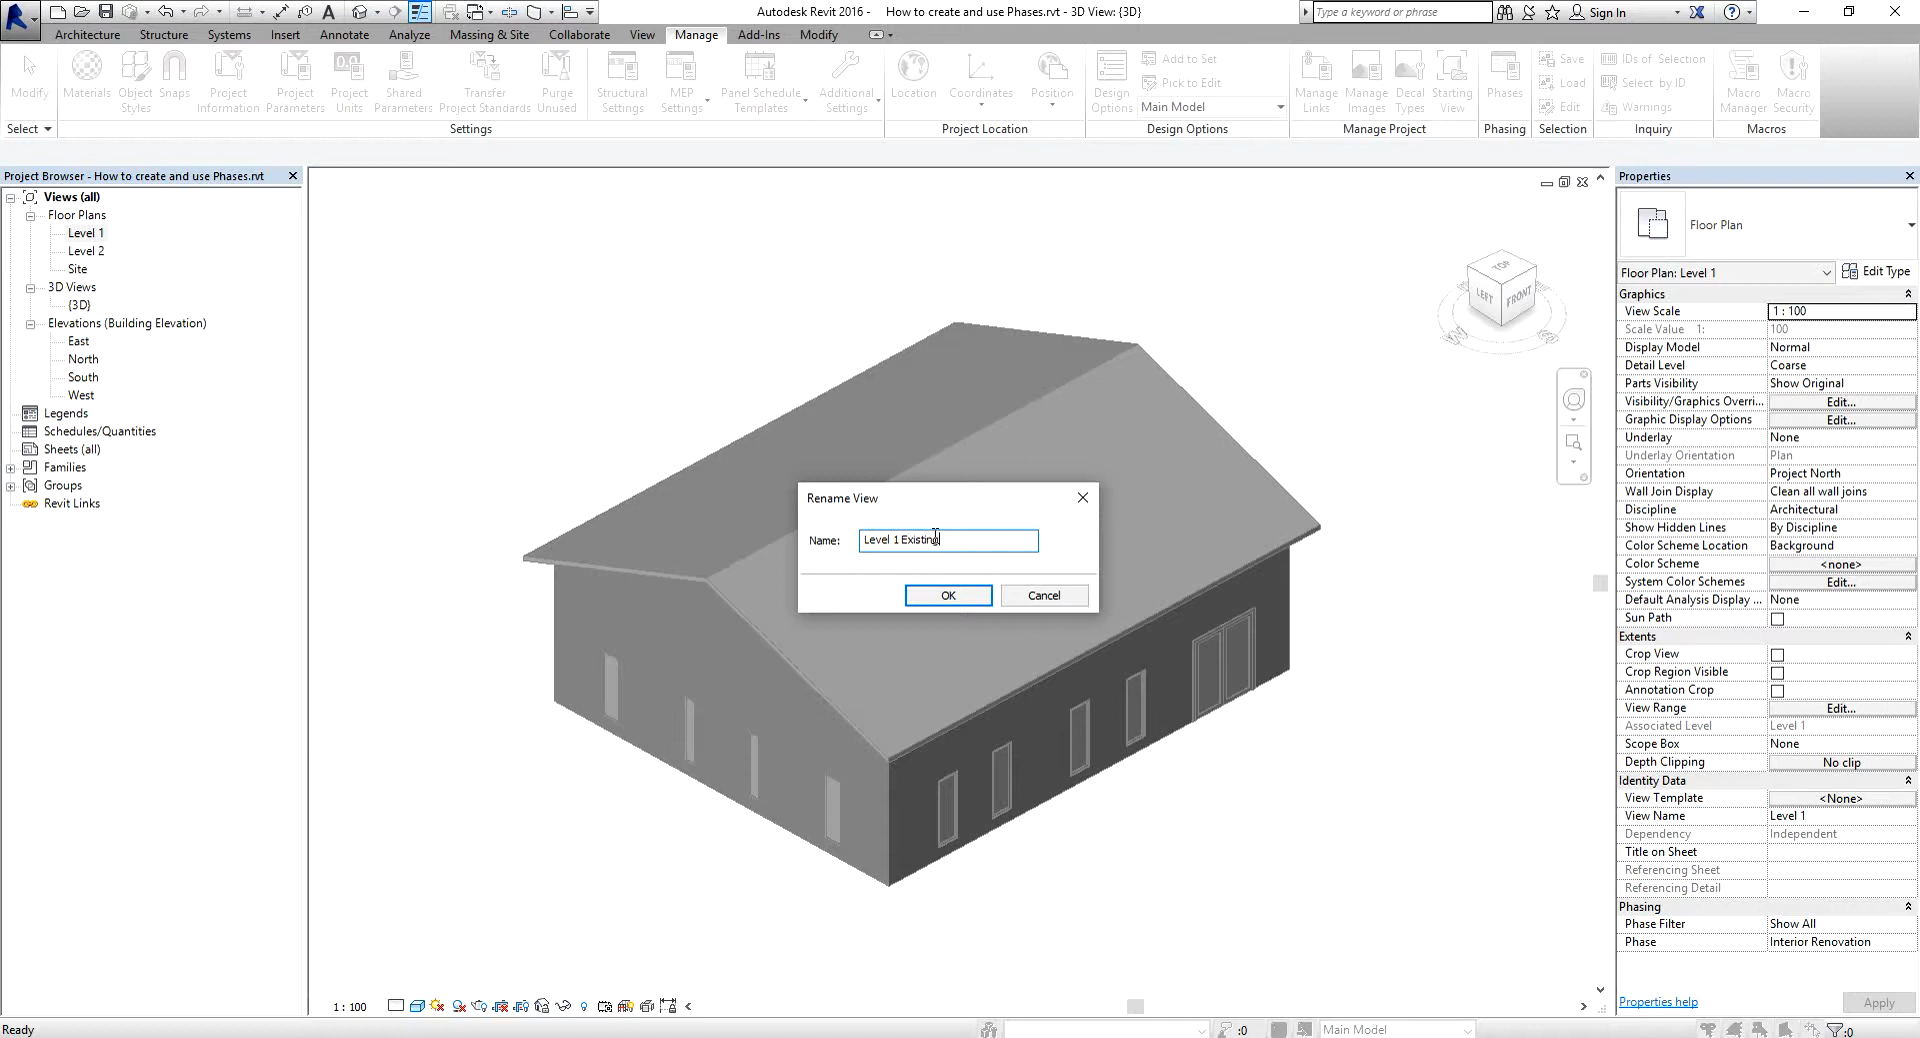 Autodesk Revit 2016 - How to create and use Phases.rvt - 3D View: {3D}
Type a keyword or phrase
Sign In
Architecture Structure Systems Insert Annotate Analyze Massing & Site Collaborate View Manage Add-Ins Modify
Modify
Materials
Object Styles
Snaps
Project Information
Project Parameters
Project Units
Shared Parameters
Transfer Project Standards
Purge Unused
Structural Settings
MEP Settings
Panel Schedule Templates
Additional Settings
Location
Coordinates
Position
Design Options
Add to Set
Pick to Edit
Main Model
Manage Links
Manage Images
Decal Types
Starting View
Phases
Save
Load
Edit
IDs of Selection
Select by ID
Warnings
Macro Manager
Macro Security
Select
Settings
Project Location
Design Options
Manage Project
Phasing
Selection
Inquiry
Macros
Project Browser - How to create and use Phases.rvt
Views (all)
Floor Plans
Level 1
Level 2
Site
3D Views
{3D}
Elevations (Building Elevation)
East
North
South
West
Legends
Schedules/Quantities
Sheets (all)
Families
Groups
Revit Links
TOP
LEFT
FRONT
Rename View
Name: Level 1 Existing
OK Cancel
Properties
Floor Plan
Floor Plan: Level 1 Edit Type
Graphics
View Scale 1 : 100
Scale Value 1: 100
Display Model Normal
Detail Level Coarse
Parts Visibility Show Original
Visibility/Graphics Overri... Edit...
Graphic Display Options Edit...
Underlay None
Underlay Orientation Plan
Orientation Project North
Wall Join Display Clean all wall joins
Discipline Architectural
Show Hidden Lines By Discipline
Color Scheme Location Background
Color Scheme <none>
System Color Schemes Edit...
Default Analysis Display ... None
Sun Path
Extents
Crop View
Crop Region Visible
Annotation Crop
View Range Edit...
Associated Level Level 1
Scope Box None
Depth Clipping No clip
Identity Data
View Template <None>
View Name Level 1
Dependency Independent
Title on Sheet
Referencing Sheet
Referencing Detail
Phasing
Phase Filter Show All
Phase Interior Renovation
Properties help Apply
1 : 100
Ready
:0
Main Model
:0